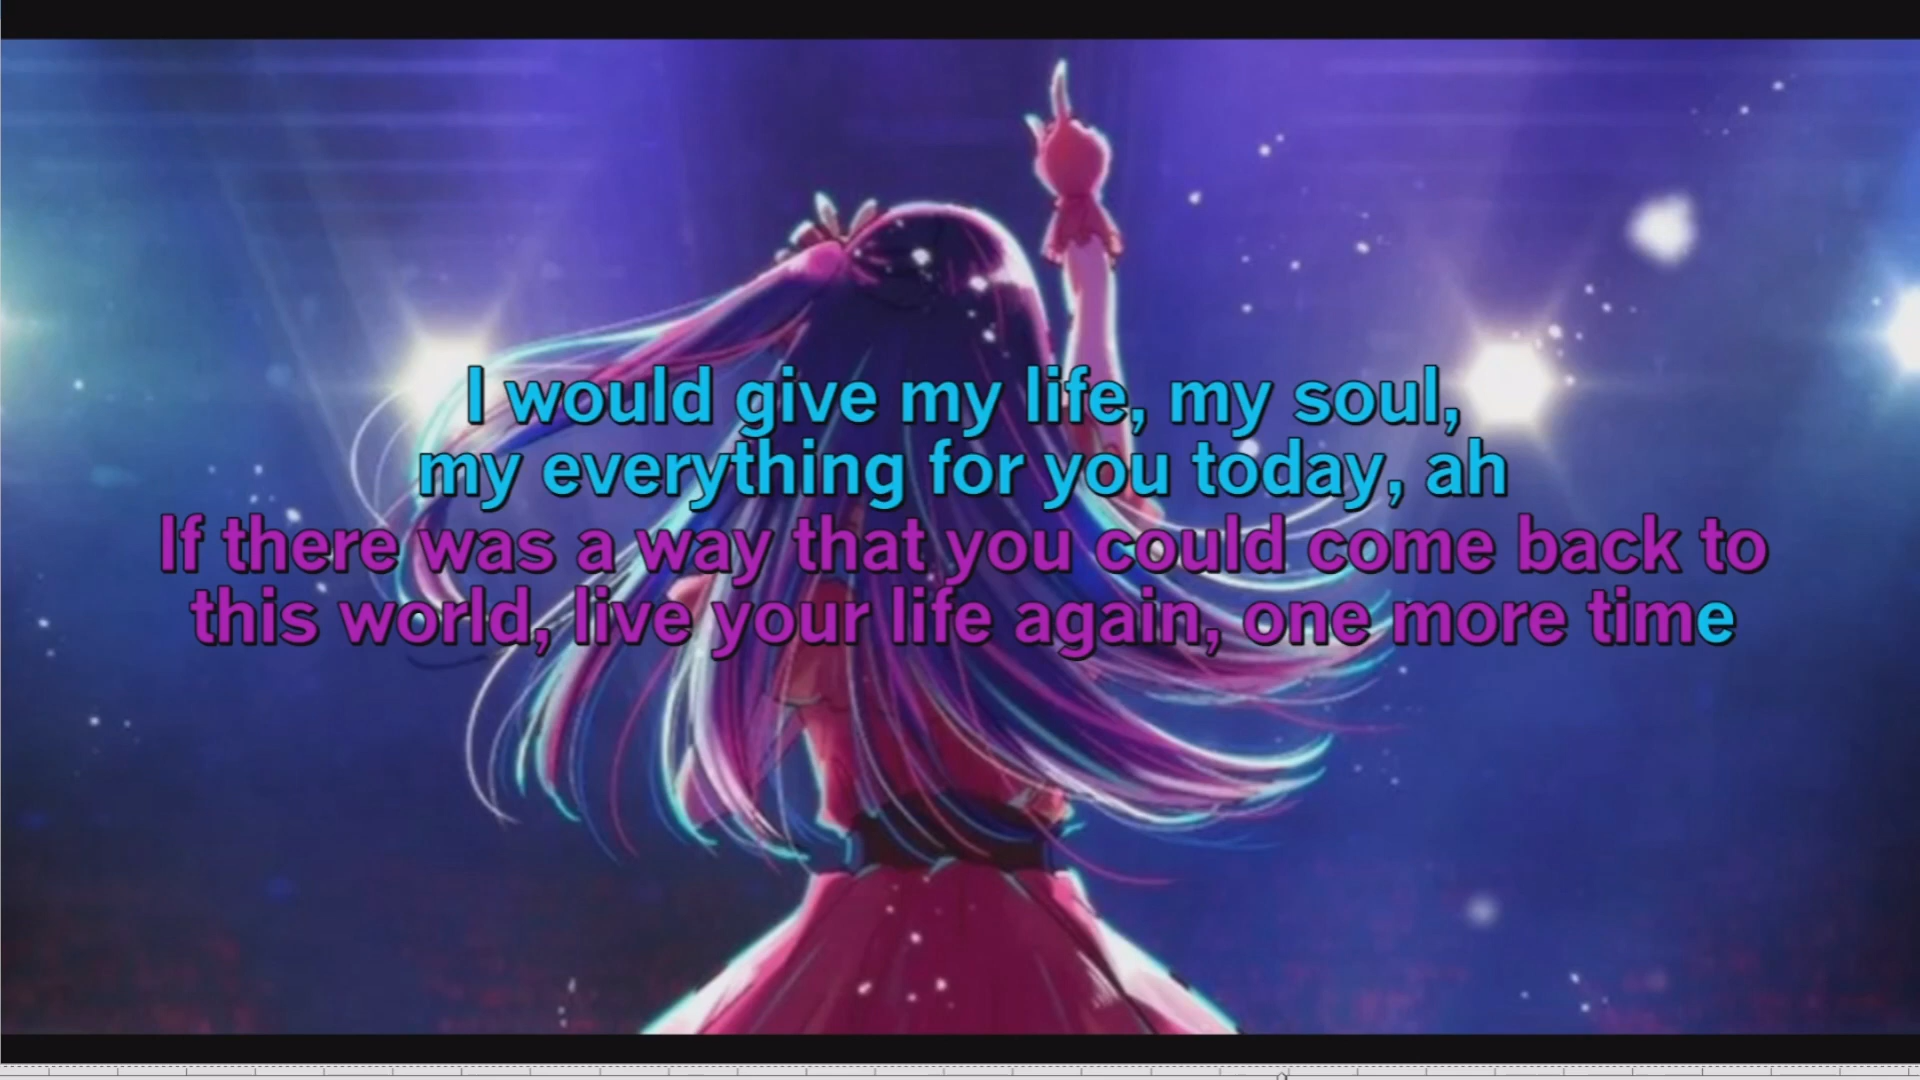 I would give my life, my soul,
my everything for you today, ah
If there was a way that you could come back to
this world, live your life again, one more time